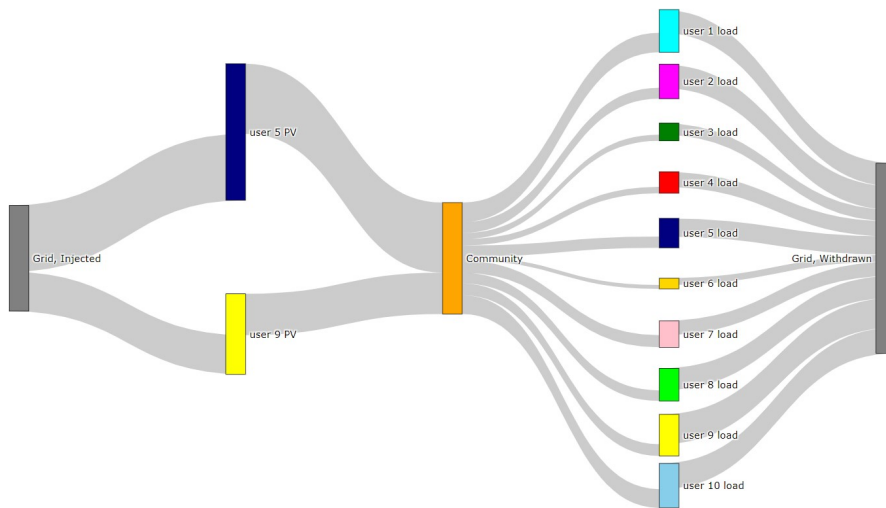 Grid, Injected
user 5 PV
user 9 PV
Community
user 1 load
user 2 load
user 3 load
user 4 load
user 5 load
user 6 load
user 7 load
user 8 load
user 9 load
user 10 load
Grid, Withdrawn